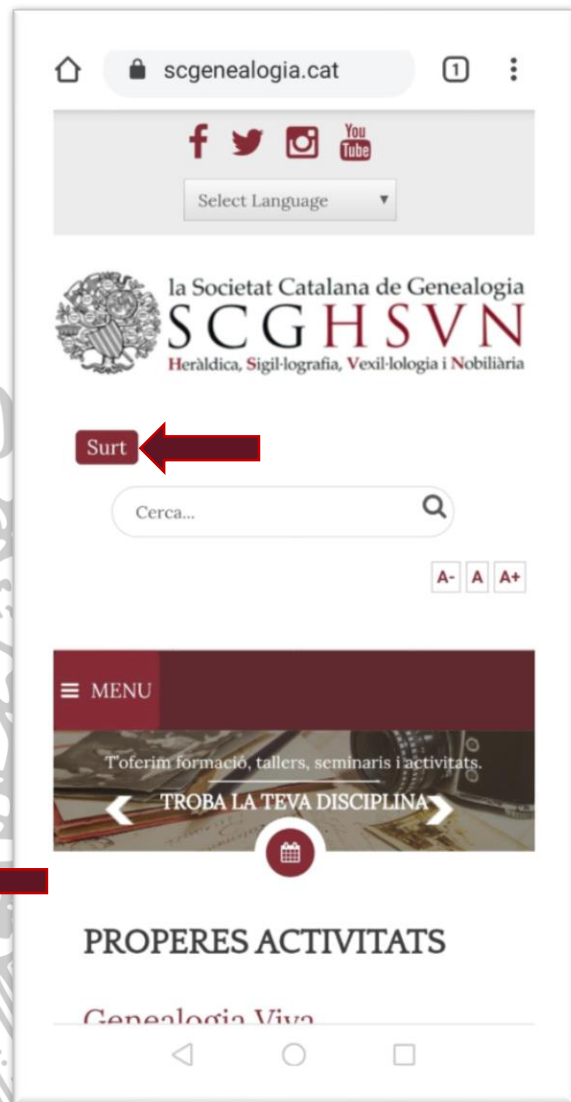 scgenealogia.cat
1
You
Tube
Select Language
la Societat Catalana de Genealogia
SCGHSVN
Heràldica, Sigil·lografia, Vexil·lologia i Nobiliària
Surt
Cerca...
A- A A+
MENU
T'oferim formació, tallers, seminaris i activitats.
TROBA LA TEVA DISCIPLINA
PROPERES ACTIVITATS
Genealogia Viva